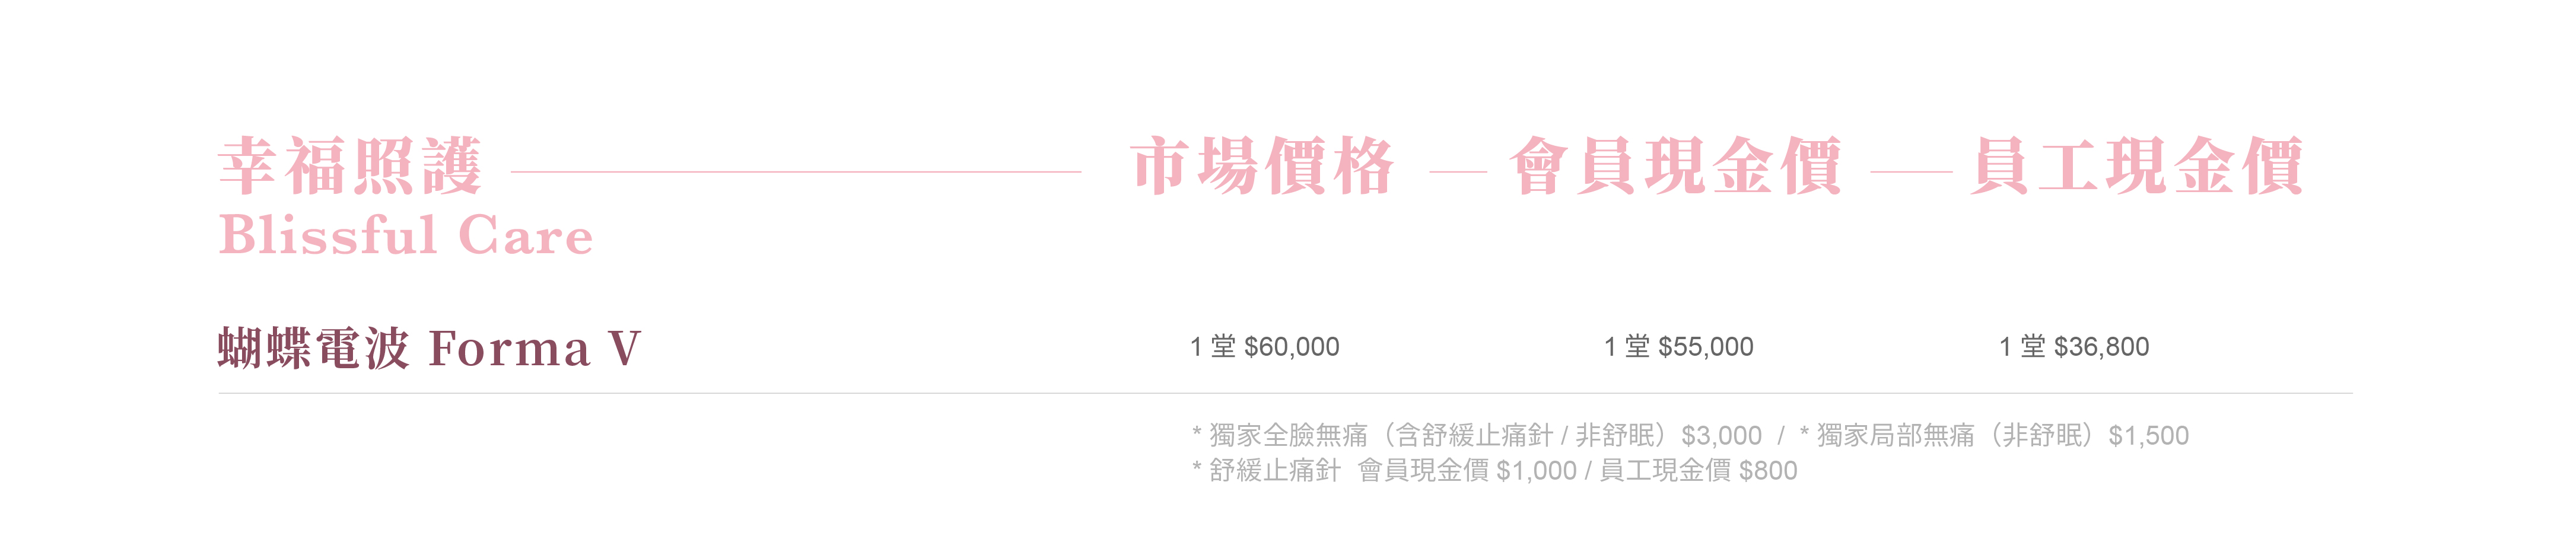 幸福照護 市場價格 會員現金價 員工現金價
Blissful Care
蝴蝶電波 Forma V 1 堂 $60,000 1 堂 $55,000 1 堂 $36,800
* 獨家全臉無痛（含舒緩止痛針 / 非舒眠）$3,000 / * 獨家局部無痛（非舒眠）$1,500
* 舒緩止痛針 會員現金價 $1,000 / 員工現金價 $800